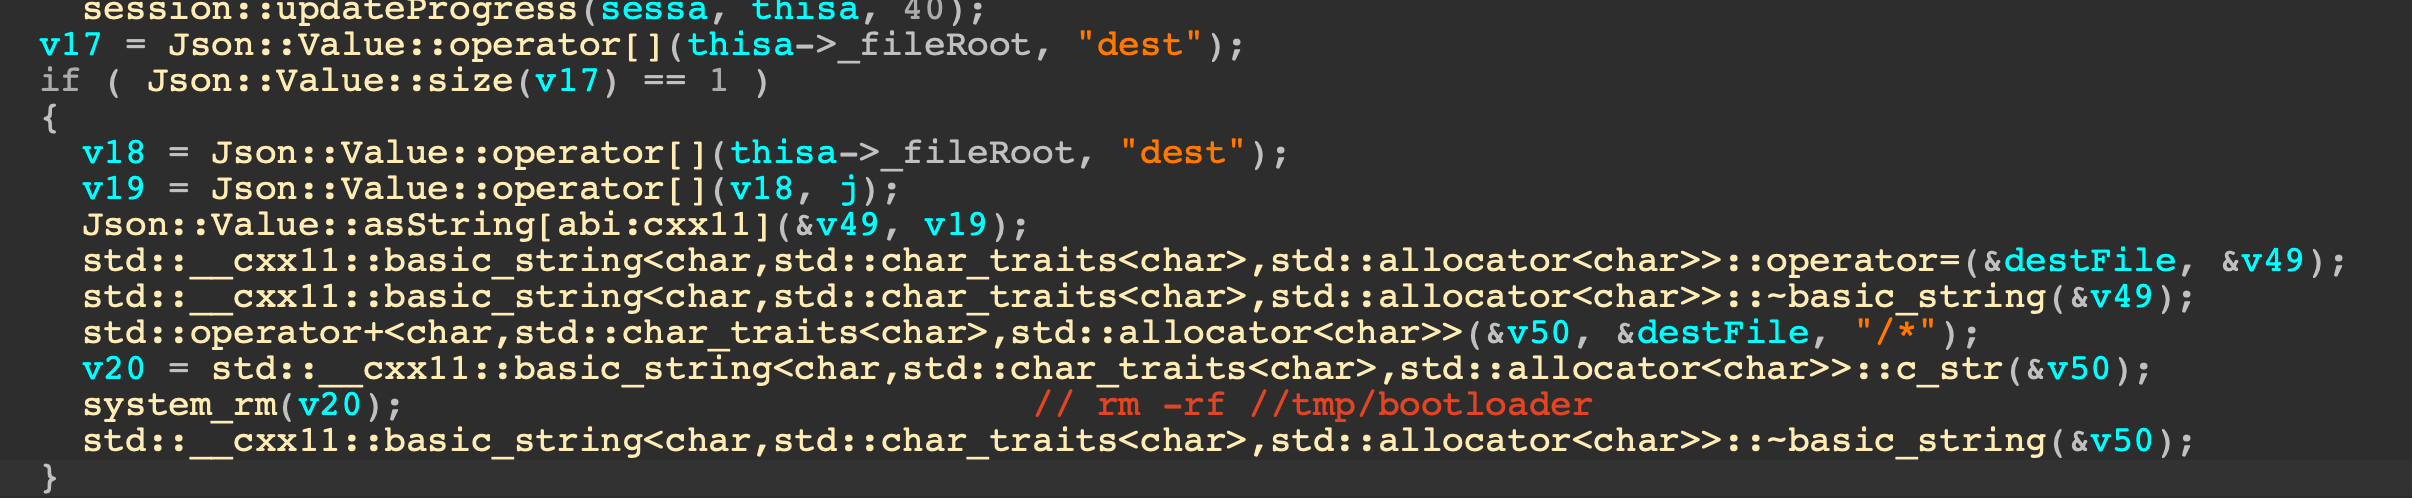 session::updateProgress(sessa, thisa, 40);
v17 = Json::Value::operator[](thisa->_fileRoot, "dest");
if ( Json::Value::size(v17) == 1 )
{
v18 = Json::Value::operator[](thisa->_fileRoot, "dest");
v19 = Json::Value::operator[](v18, j);
Json::Value::asString[abi:cxx11](&v49, v19);
std::__cxx11::basic_string<char,std::char_traits<char>,std::allocator<char>>::operator=(&destFile, &v49);
std::__cxx11::basic_string<char,std::char_traits<char>,std::allocator<char>>::~basic_string(&v49);
std::operator+<char,std::char_traits<char>,std::allocator<char>>(&v50, &destFile, "/*");
v20 = std::__cxx11::basic_string<char,std::char_traits<char>,std::allocator<char>>::c_str(&v50);
system_rm(v20); // rm -rf //tmp/bootloader
std::__cxx11::basic_string<char,std::char_traits<char>,std::allocator<char>>::~basic_string(&v50);
}